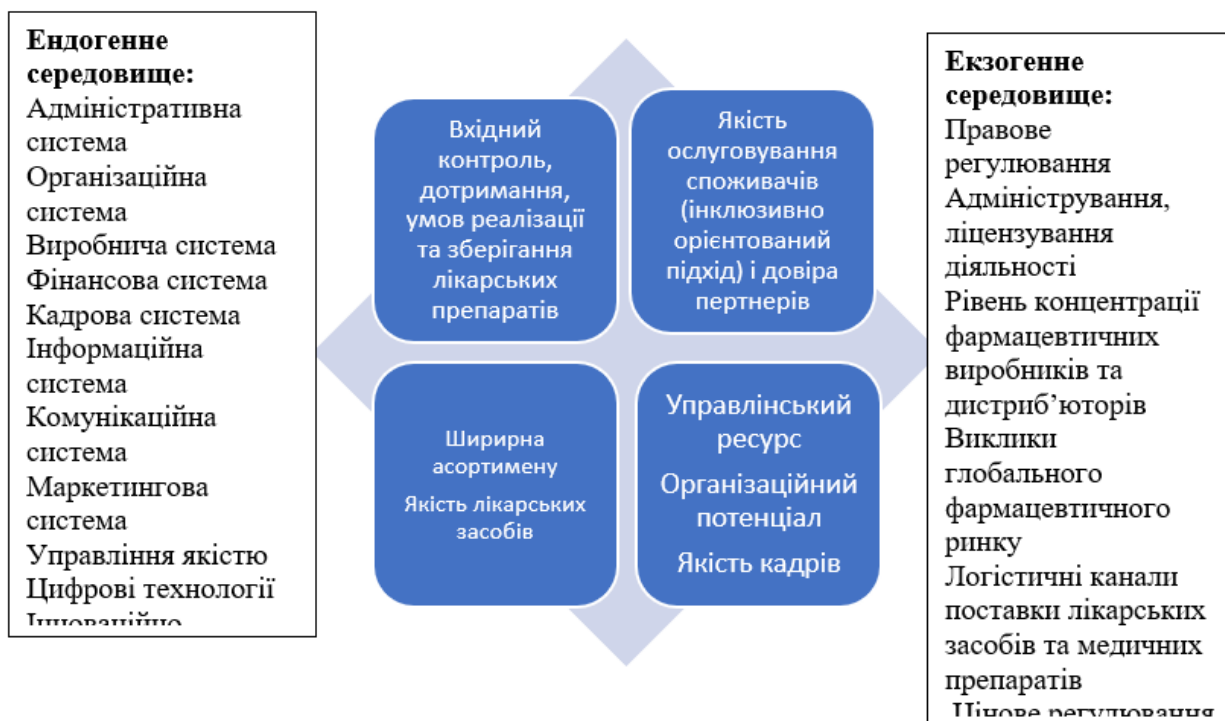 Ендогенне
середовище:
Адміністративна
система
Організаційна
система
Виробнича система
Фінансова система
Кадрова система
Інформаційна
система
Комунікаційна
система
Маркетингова
система
Управління якістю
Цифрові технології
Інноваційно
Вхідний
контроль,
дотримання,
умов реалізації
та зберігання
лікарських
препаратів
Якість
ослуговування
споживачів
(інклюзивно
орієнтований
підхід) і довіра
пертнерів
Ширирна
асортимену
Якість лікарських
засобів
Управлінський
ресурс
Організаційний
потенціал
Якість кадрів
Екзогенне
середовище:
Правове
регулювання
Адміністрування,
ліцензування
діяльності
Рівень концентрації
фармацевтичних
виробників та
дистриб’юторів
Виклики
глобального
фармацевтичного
ринку
Логістичні канали
поставки лікарських
засобів та медичних
препаратів
Цінове регулювання